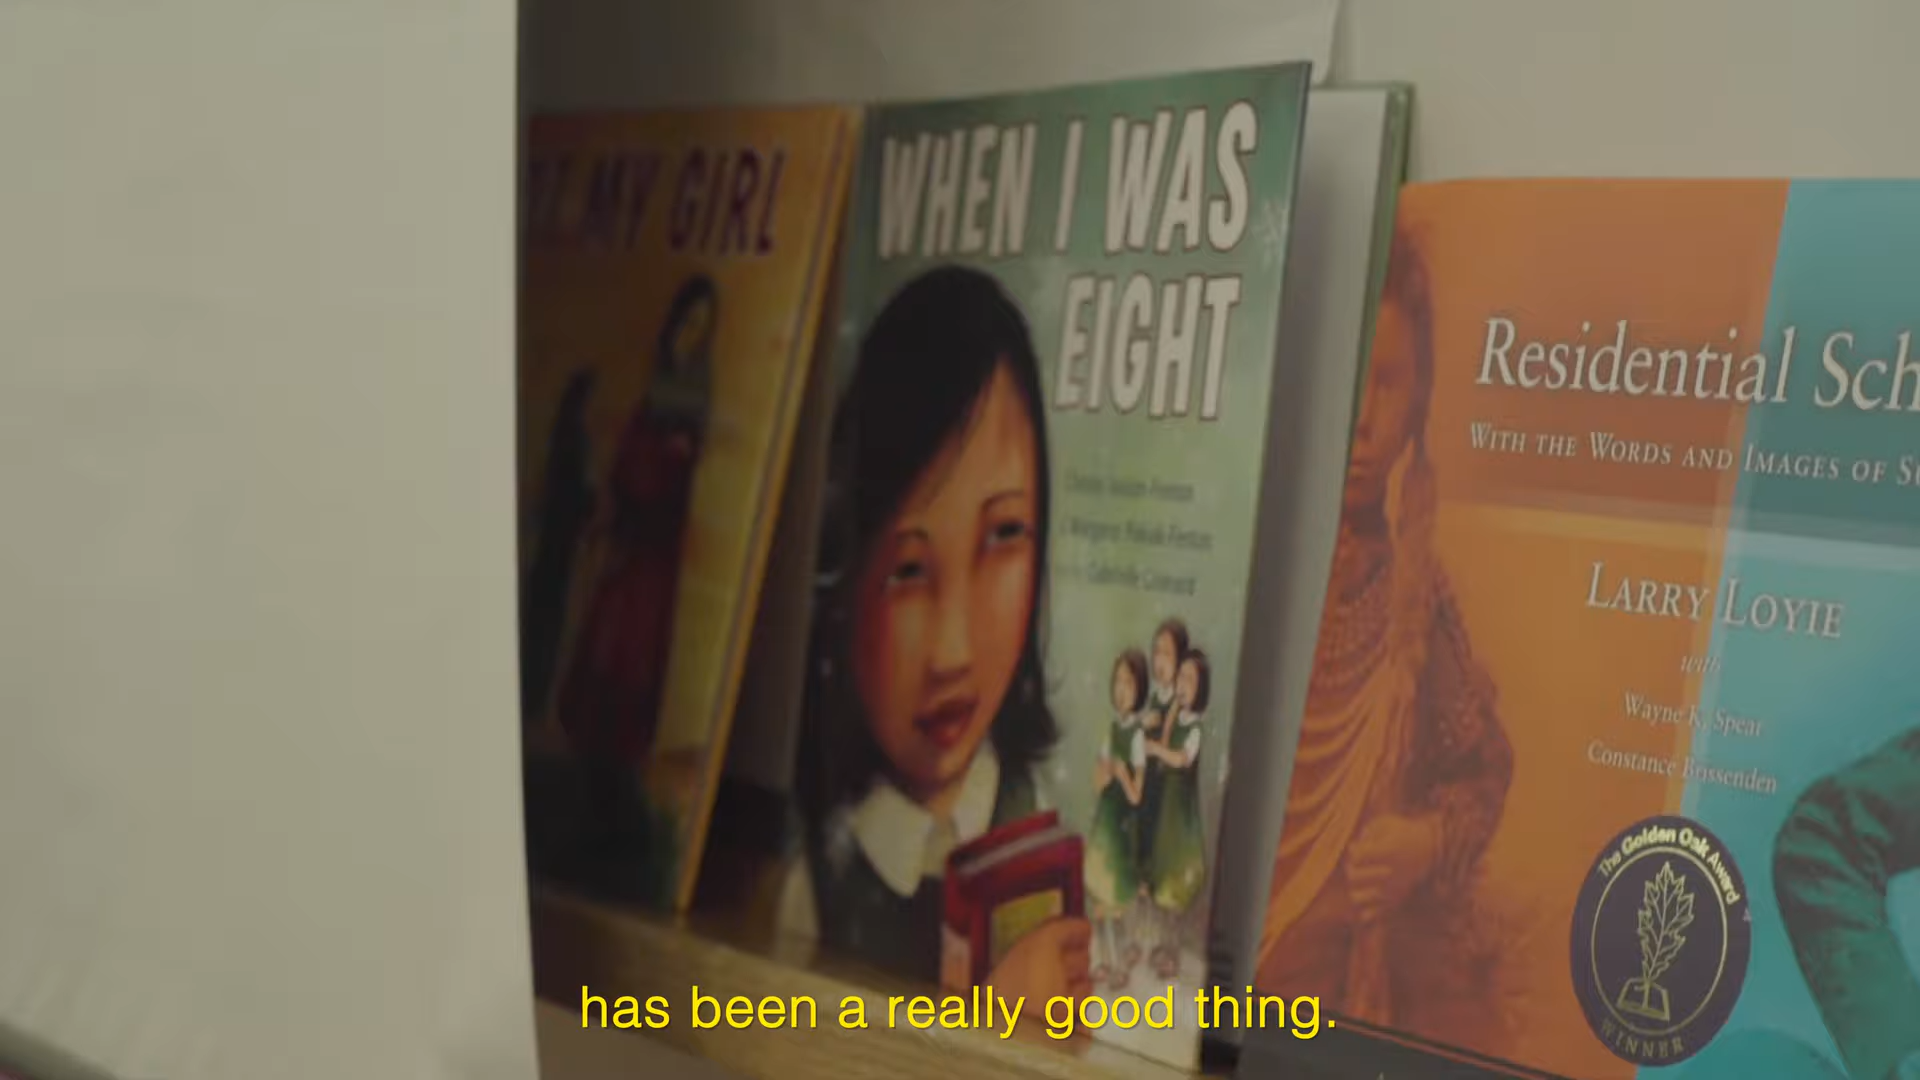 MY GIRL
WHEN I WAS
EIGHT
Residential Sch
WITH THE WORDS AND IMAGES OF SU
LARRY LOYIE
with
Wayne K. Spear
Constance Brissenden
The Golden Oak Award
WINNER
has been a really good thing.